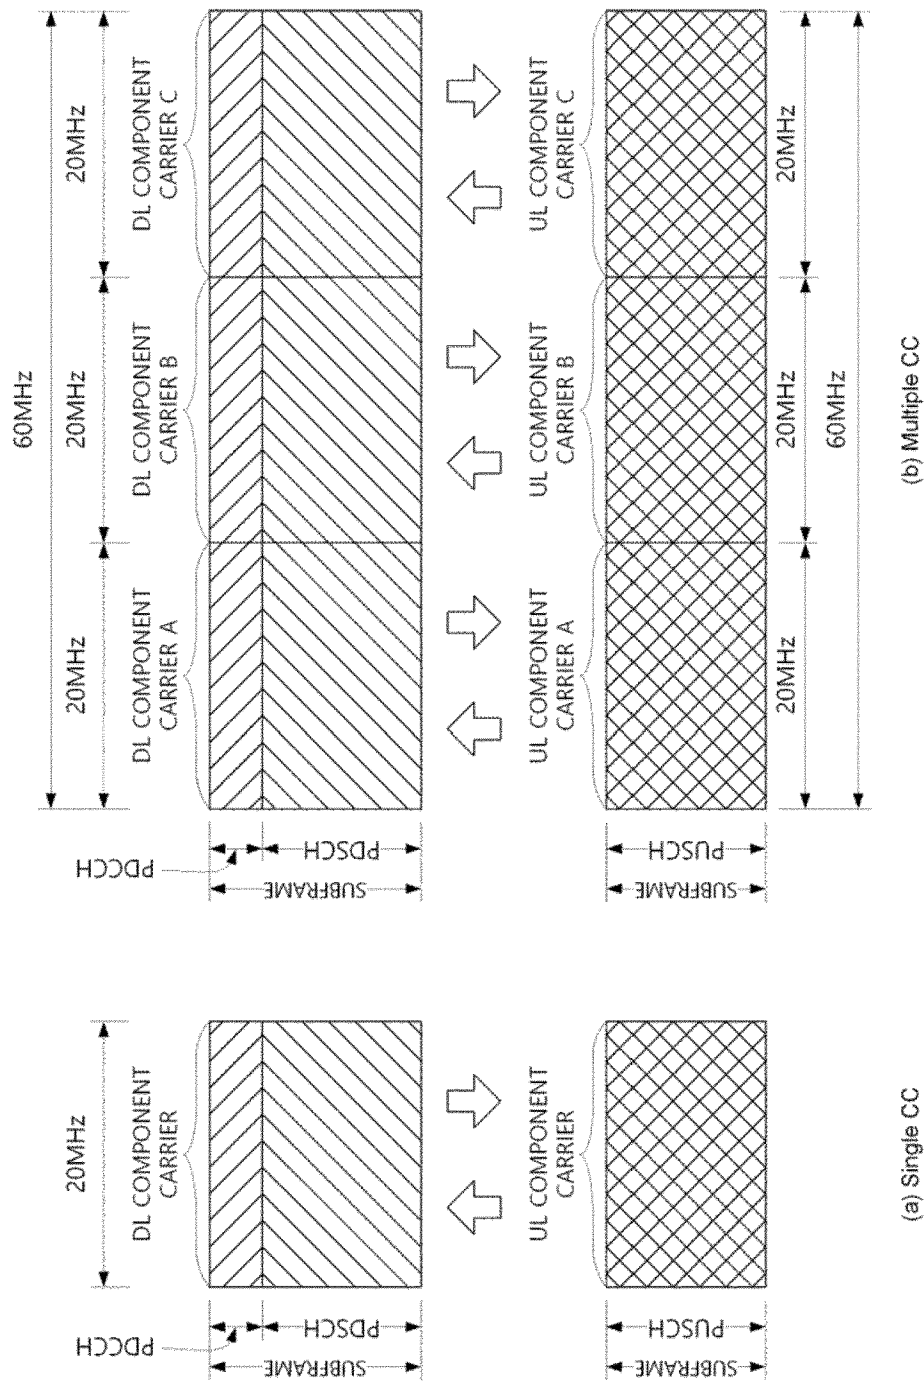 20MHz
DL COMPONENT
CARRIER
PDCCH
PDSCH
SUBFRAME
UL COMPONENT
CARRIER
PUSCH
SUBFRAME
(a) Single CC
60MHz
20MHz
20MHz
20MHz
DL COMPONENT
CARRIER A
DL COMPONENT
CARRIER B
DL COMPONENT
CARRIER C
PDCCH
PDSCH
SUBFRAME
UL COMPONENT
CARRIER A
UL COMPONENT
CARRIER B
UL COMPONENT
CARRIER C
PUSCH
SUBFRAME
20MHz
20MHz
20MHz
60MHz
(b) Multiple CC